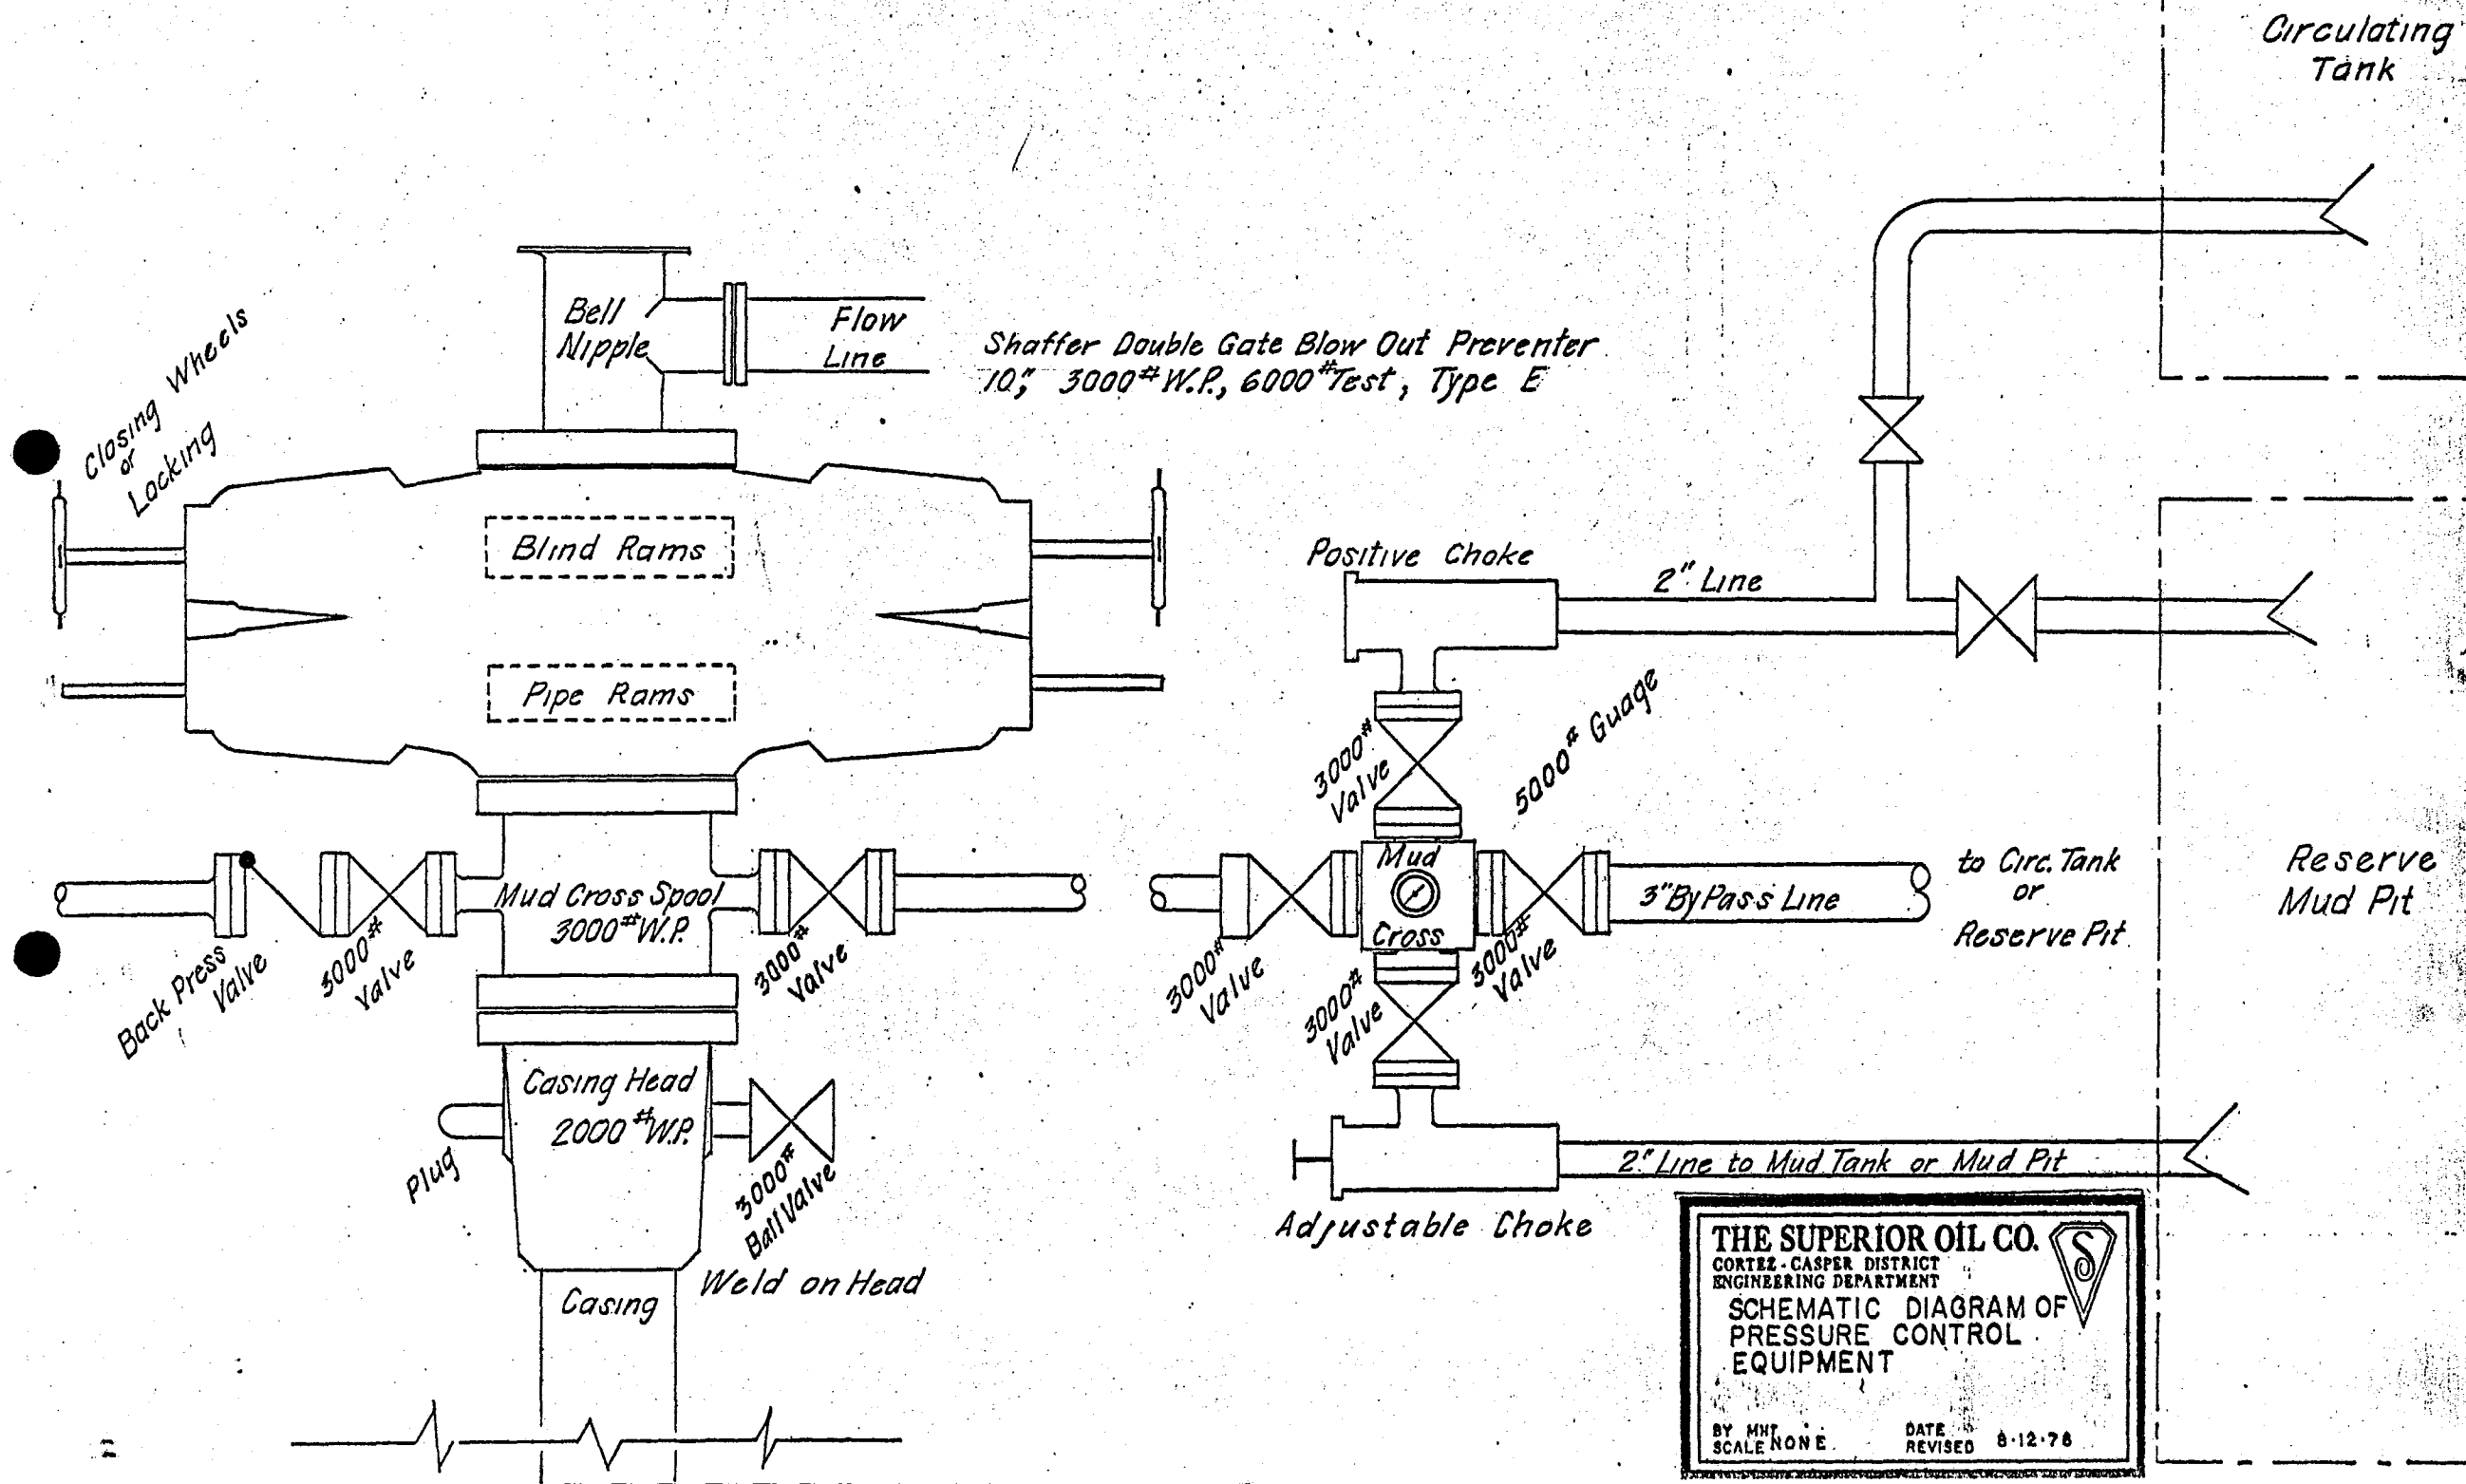 Circulating
Tank
Bell
Nipple
Flow
Line
Shaffer Double Gate Blow Out Preventer
10", 3000# W.P., 6000# Test, Type E
Closing Wheels
or
Locking
Blind Rams
Pipe Rams
Positive Choke
2" Line
3000#
Valve
5000# Guage
Mud Cross Spool
3000# W.P.
Back Press
Valve
3000#
Valve
3000#
Valve
3000#
Valve
Mud
Cross
3000#
Valve
3000#
Valve
3" By Pass Line
to Circ. Tank
or
Reserve Pit
Reserve
Mud Pit
Casing Head
2000# W.P.
Plug
3000#
Ball Valve
Weld on Head
Casing
2" Line to Mud Tank or Mud Pit
Adjustable Choke
THE SUPERIOR OIL CO.
S
CORTEZ - CASPER DISTRICT
ENGINEERING DEPARTMENT
SCHEMATIC DIAGRAM OF
PRESSURE CONTROL
EQUIPMENT
BY MHT
SCALE NONE
DATE
REVISED 8-12-78